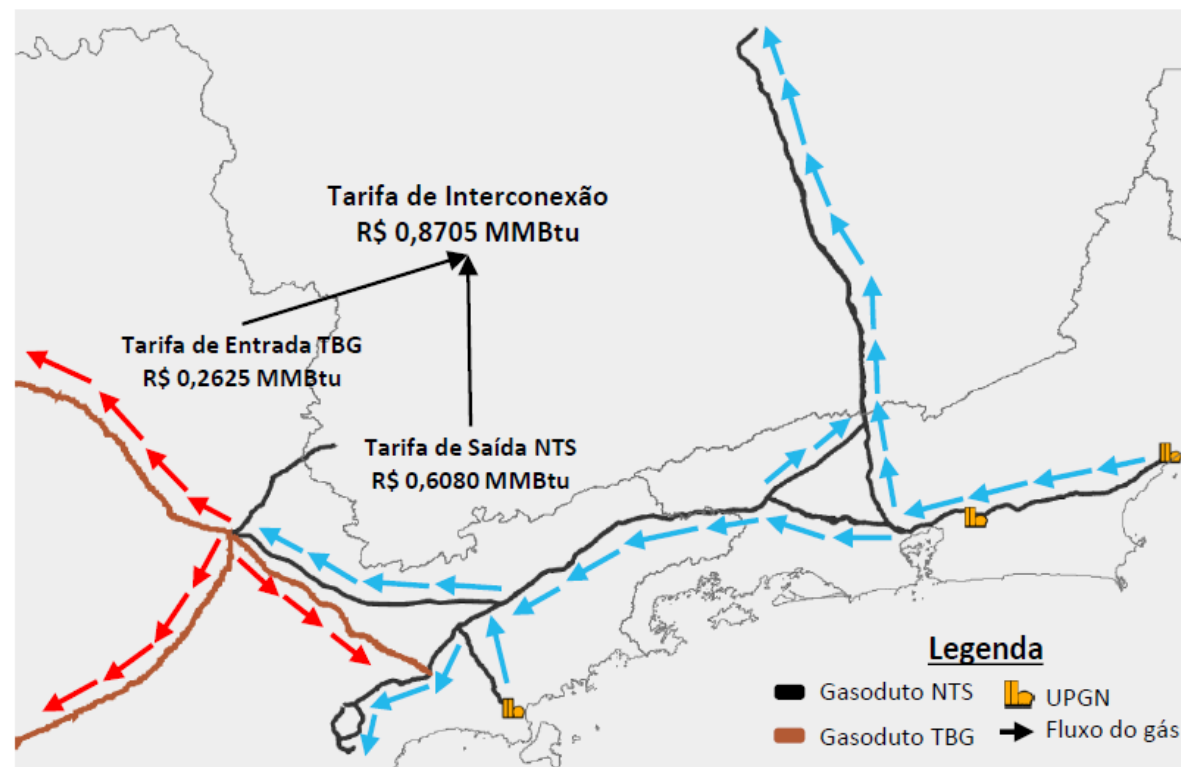 Tarifa de Interconexão
R$ 0,8705 MMBtu
Tarifa de Entrada TBG
R$ 0,2625 MMBtu
Tarifa de Saída NTS
R$ 0,6080 MMBtu
Legenda
Gasoduto NTS
UPGN
Gasoduto TBG
Fluxo do gás